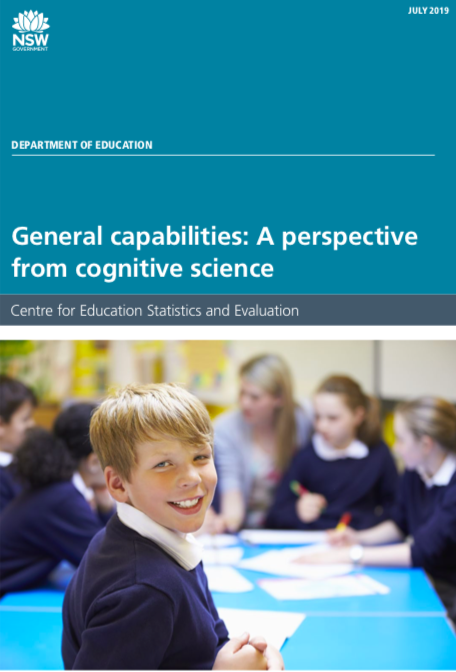 JULY 2019
NSW
GOVERNMENT
DEPARTMENT OF EDUCATION
General capabilities: A perspective
from cognitive science
Centre for Education Statistics and Evaluation